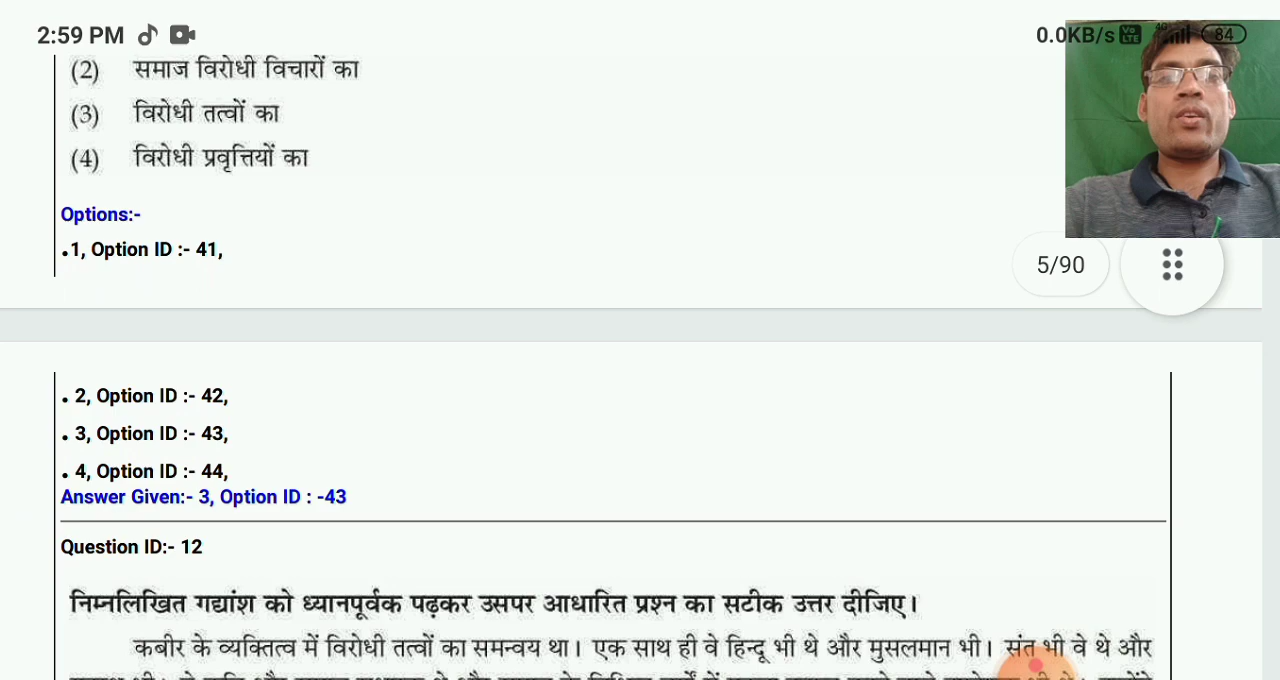 2:59 PM
0.0KB/s Vo LTE 4G 84
(2) समाज विरोधी विचारों का
(3) विरोधी तत्वों का
(4) विरोधी प्रवृत्तियों का
Options:-
.1, Option ID :- 41,
5/90
. 2, Option ID :- 42,
. 3, Option ID :- 43,
. 4, Option ID :- 44,
Answer Given:- 3, Option ID : -43
Question ID:- 12
निम्नलिखित गद्यांश को ध्यानपूर्वक पढ़कर उसपर आधारित प्रश्न का सटीक उत्तर दीजिए।
कबीर के व्यक्तित्व में विरोधी तत्वों का समन्वय था। एक साथ ही वे हिन्दू भी थे और मुसलमान भी। संत भी वे थे और